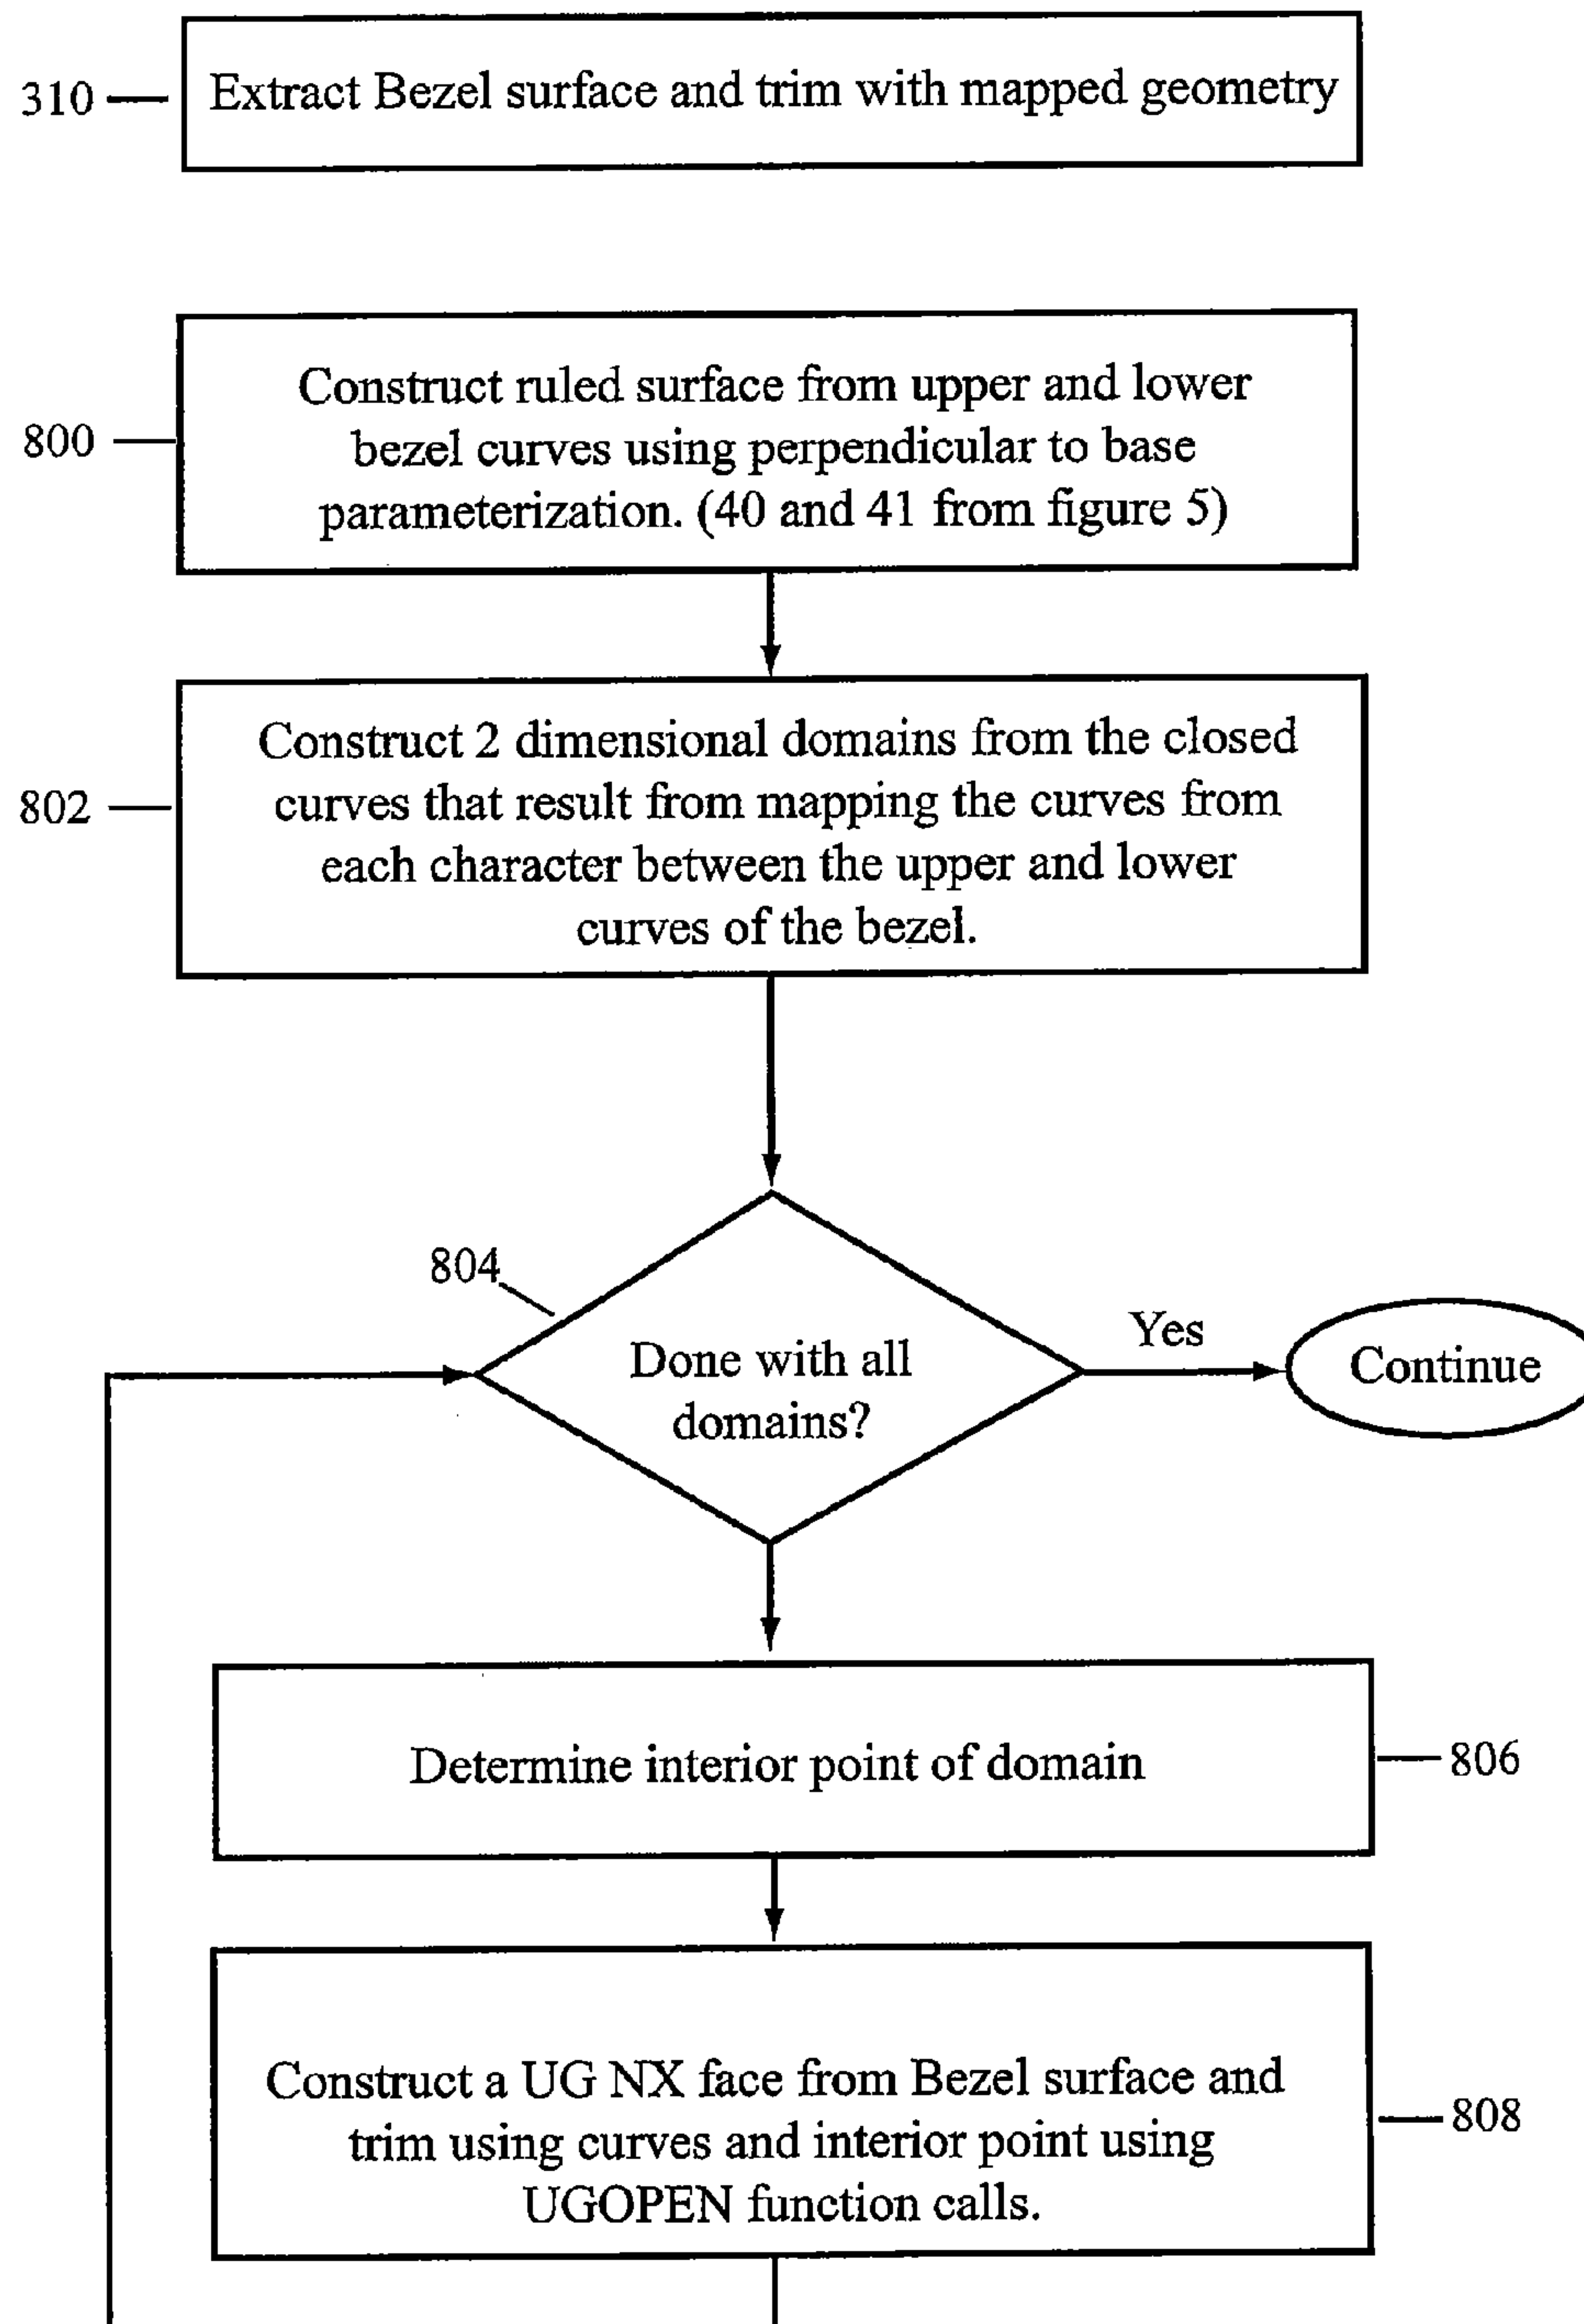 310
Extract Bezel surface and trim with mapped geometry
800
Construct ruled surface from upper and lower
bezel curves using perpendicular to base
parameterization. (40 and 41 from figure 5)
802
Construct 2 dimensional domains from the closed
curves that result from mapping the curves from
each character between the upper and lower
curves of the bezel.
804
Done with all
domains?
Yes
Continue
Determine interior point of domain
806
Construct a UG NX face from Bezel surface and
trim using curves and interior point using
UGOPEN function calls.
808